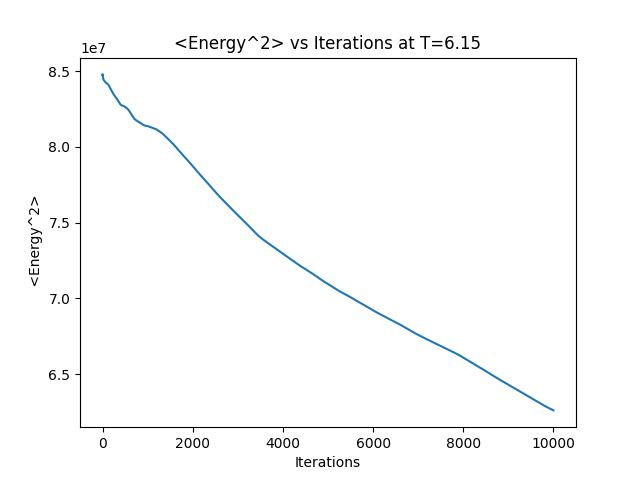 <Energy^2> vs Iterations at T=6.15
1e7
8.5
8.0
7.5
7.0
6.5
<Energy^2>
0 2000 4000 6000 8000 10000
Iterations